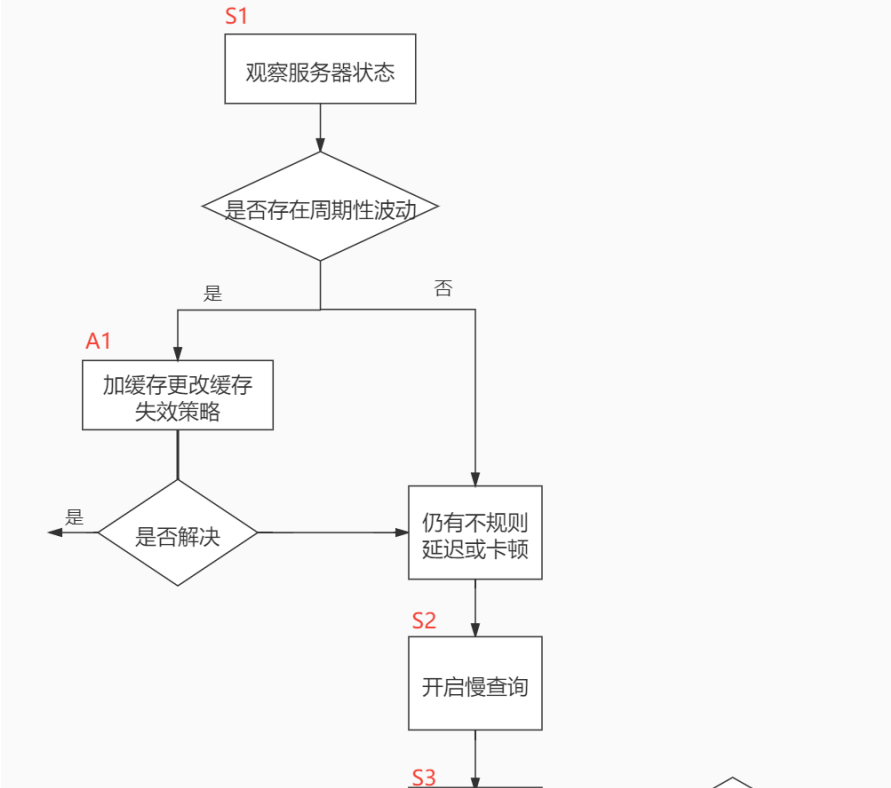 S1
观察服务器状态
是否存在周期性波动
是
否
A1
加缓存更改缓存
失效策略
是
是否解决
仍有不规则
延迟或卡顿
S2
开启慢查询
S3